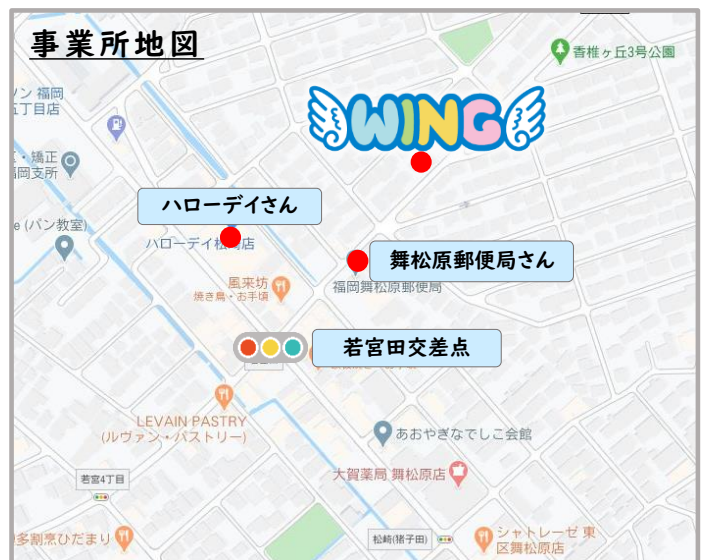 事業所地図
香椎ヶ丘3号公園
ソン 福岡
五丁目店
WING
・矯正
岡支所
ハローデイさん
e (パン教室)
ハローデイ松
店
舞松原郵便局さん
福岡舞松原郵便局
風来坊
焼き鳥・お手頃
若宮田交差点
LEVAIN PASTRY
(ルヴァン・パストリー)
あおやぎなでしこ会館
大賀薬局 舞松原店
若宮4丁目
多割烹ひだまり
松崎(猪子田)
シャトレーゼ 東
区舞松原店